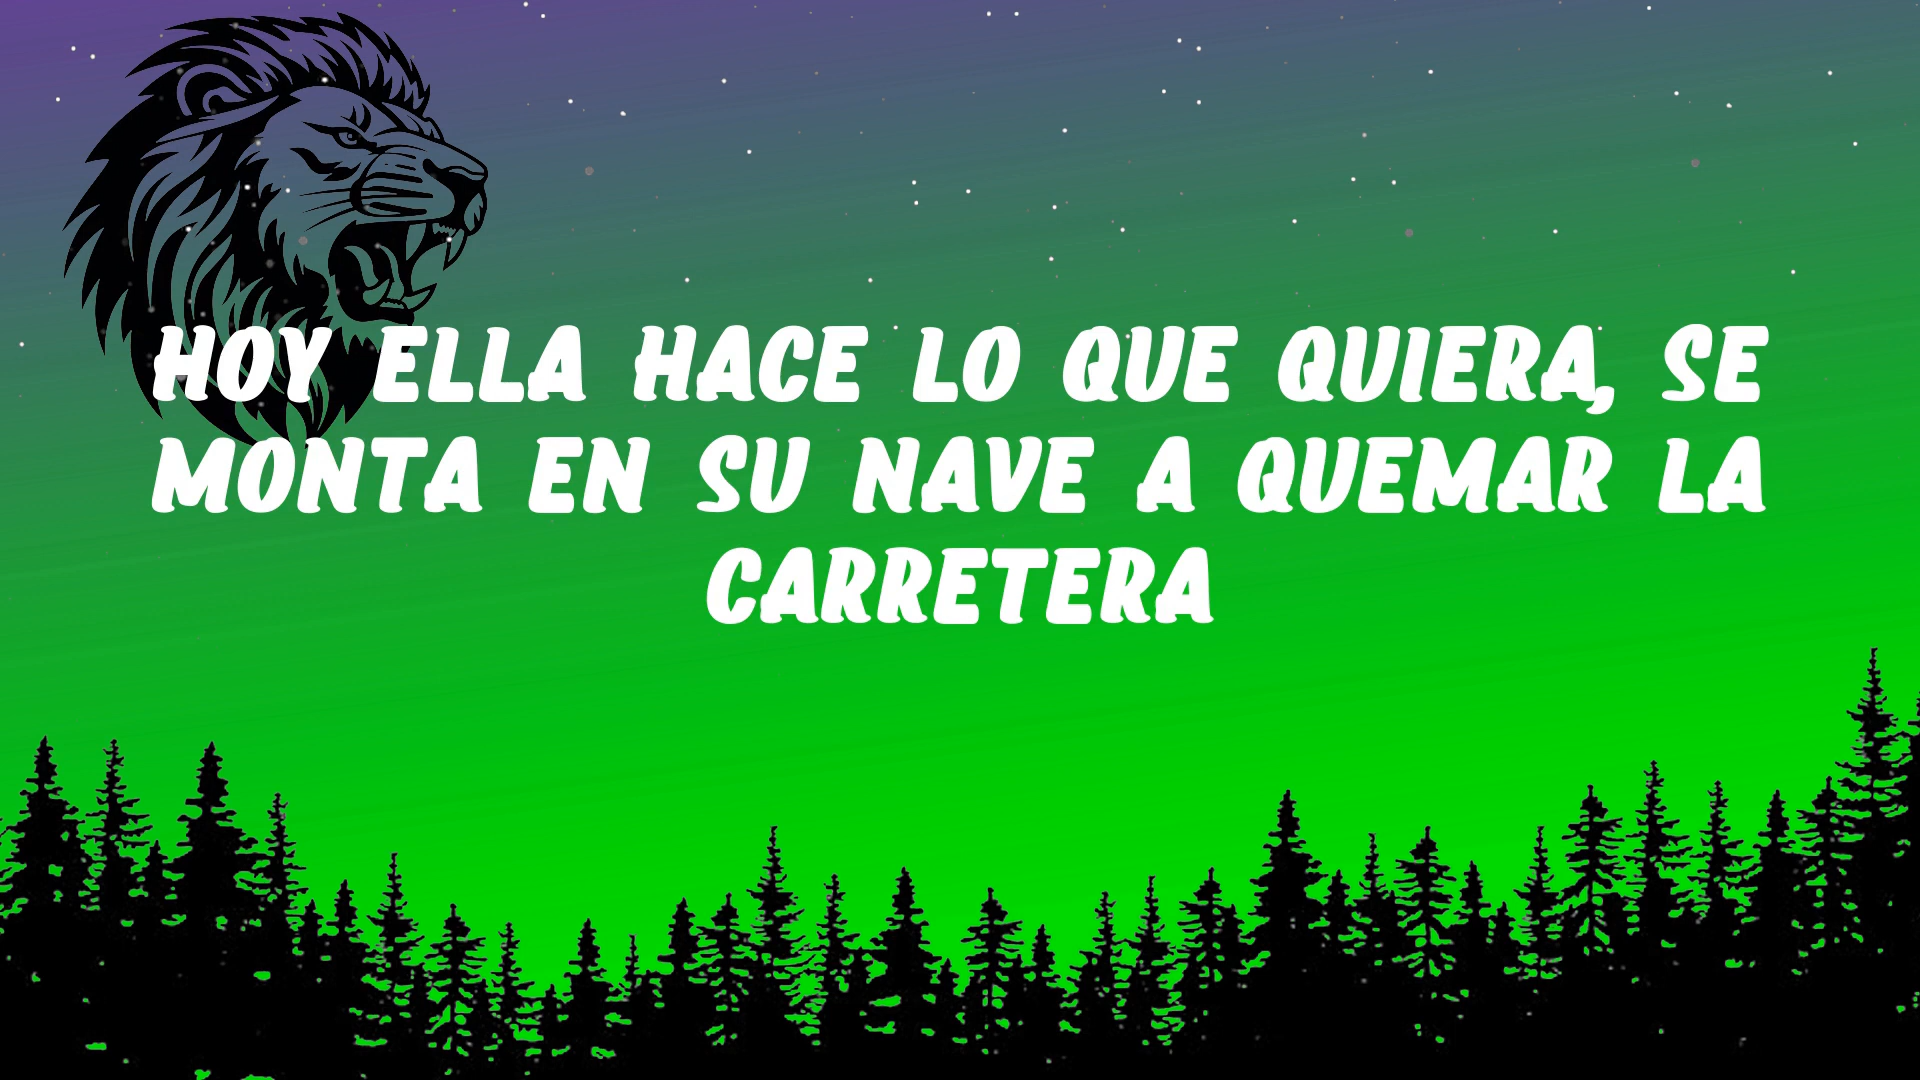 HOY ELLA HACE LO QUE QUIERA, SE
MONTA EN SU NAVE A QUEMAR LA
CARRETERA